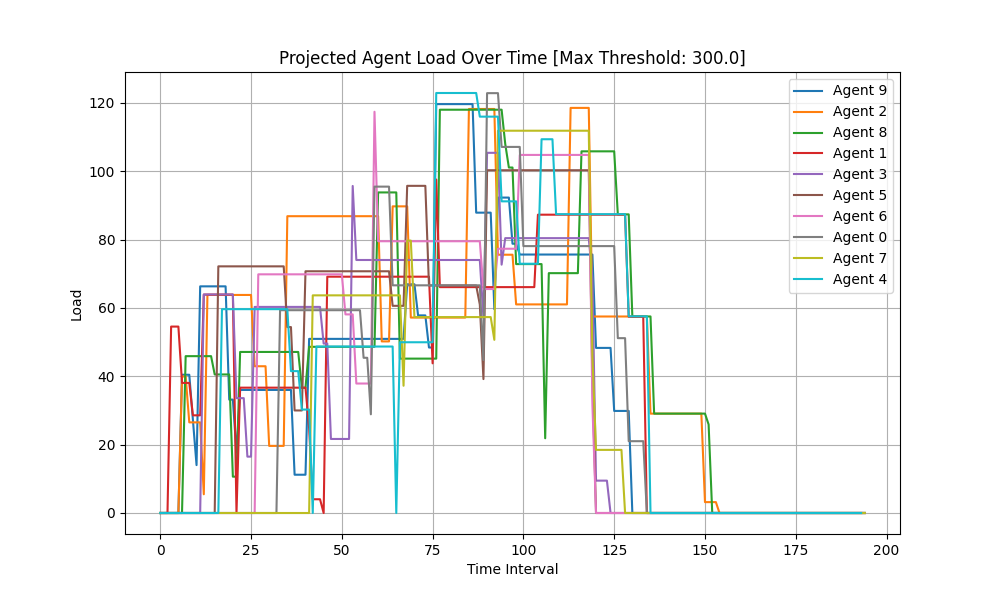 Projected Agent Load Over Time [Max Threshold: 300.0]
Load
120
100
80
60
40
20
0
0 25 50 75 100 125 150 175 200
Time Interval
Agent 9
Agent 2
Agent 8
Agent 1
Agent 3
Agent 5
Agent 6
Agent 0
Agent 7
Agent 4